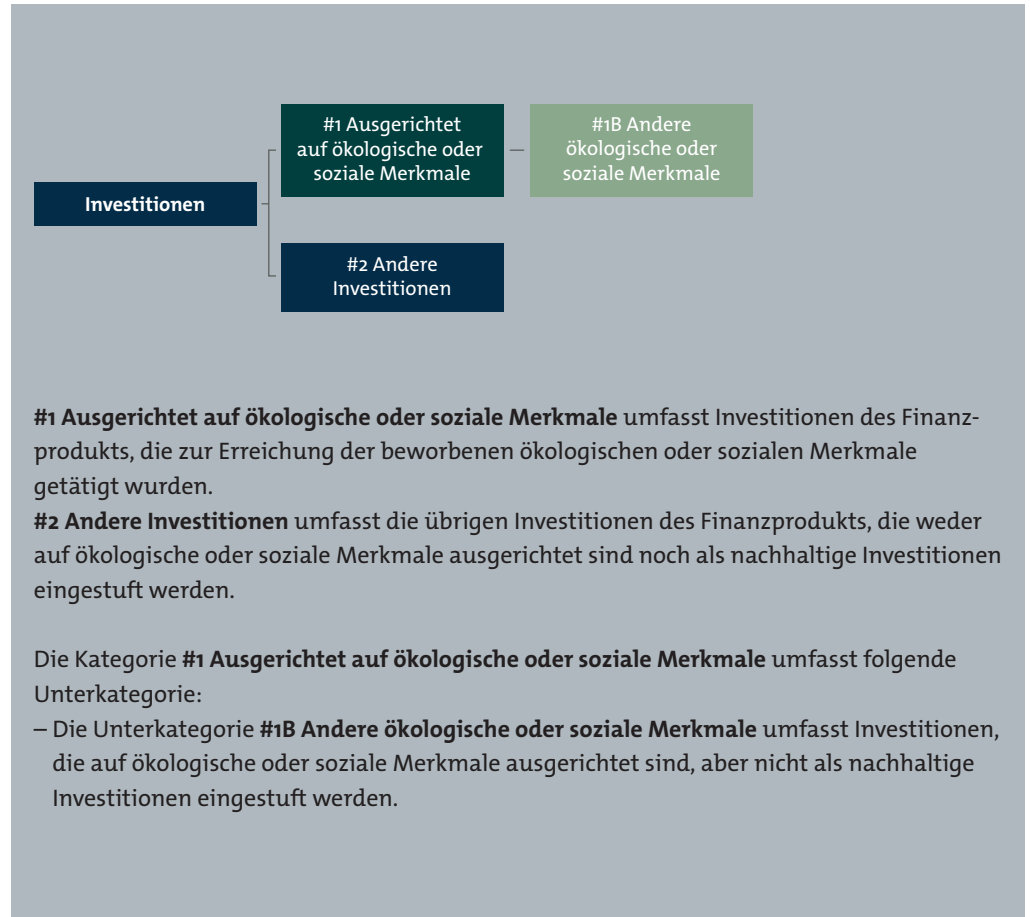 #1 Ausgerichtet
auf ökologische oder
soziale Merkmale
#1B Andere
ökologische oder
soziale Merkmale
Investitionen
#2 Andere
Investitionen
#1 Ausgerichtet auf ökologische oder soziale Merkmale umfasst Investitionen des Finanz-
produkts, die zur Erreichung der beworbenen ökologischen oder sozialen Merkmale
getätigt wurden.
#2 Andere Investitionen umfasst die übrigen Investitionen des Finanzprodukts, die weder
auf ökologische oder soziale Merkmale ausgerichtet sind noch als nachhaltige Investitionen
eingestuft werden.
Die Kategorie #1 Ausgerichtet auf ökologische oder soziale Merkmale umfasst folgende
Unterkategorie:
– Die Unterkategorie #1B Andere ökologische oder soziale Merkmale umfasst Investitionen,
die auf ökologische oder soziale Merkmale ausgerichtet sind, aber nicht als nachhaltige
Investitionen eingestuft werden.